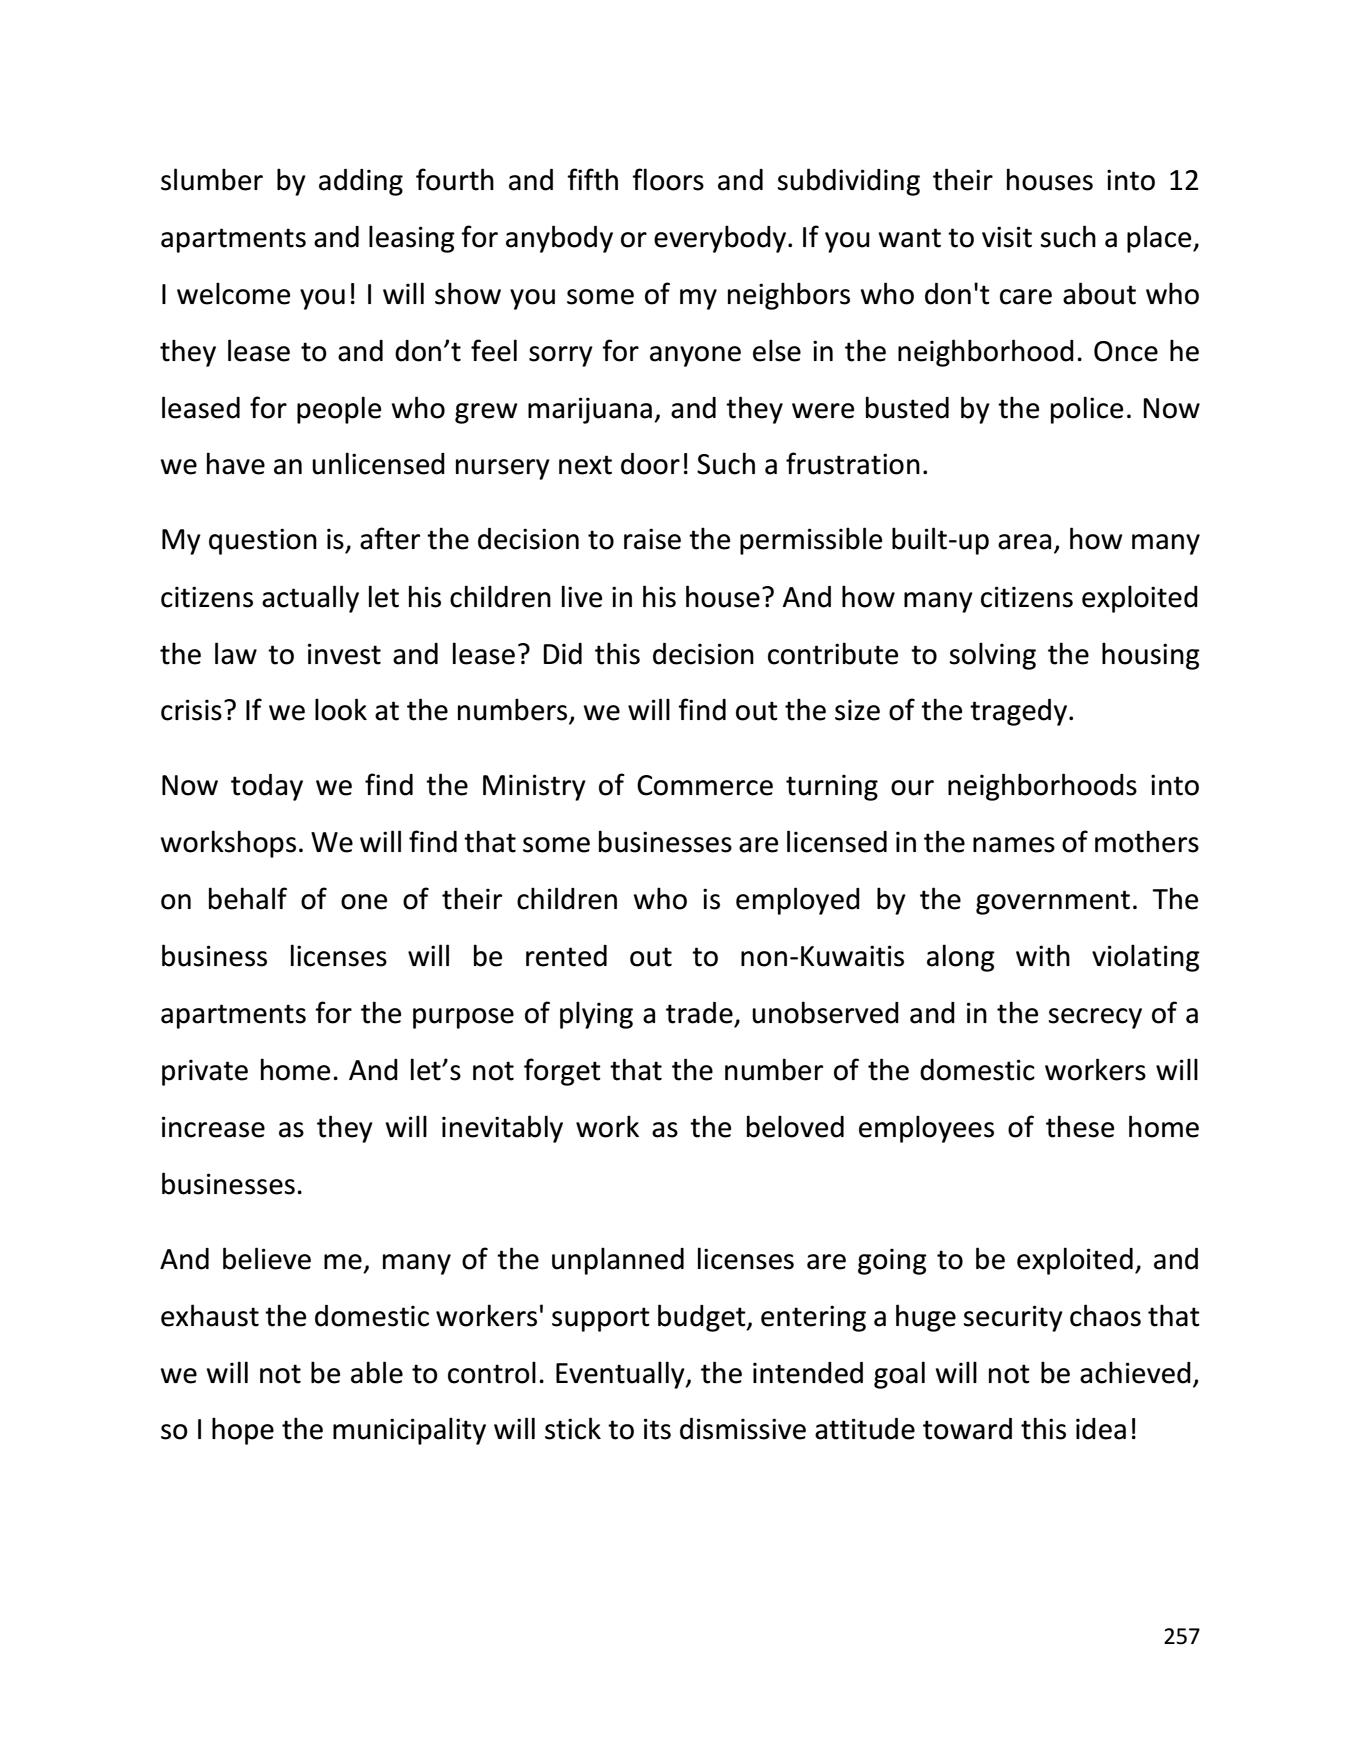 slumber by adding fourth and fifth floors and subdividing their houses into 12
apartments and leasing for anybody or everybody. If you want to visit such a place,
I welcome you! I will show you some of my neighbors who don't care about who
they lease to and don’t feel sorry for anyone else in the neighborhood. Once he
leased for people who grew marijuana, and they were busted by the police. Now
we have an unlicensed nursery next door! Such a frustration.
My question is, after the decision to raise the permissible built-up area, how many
citizens actually let his children live in his house? And how many citizens exploited
the law to invest and lease? Did this decision contribute to solving the housing
crisis? If we look at the numbers, we will find out the size of the tragedy.
Now today we find the Ministry of Commerce turning our neighborhoods into
workshops. We will find that some businesses are licensed in the names of mothers
on behalf of one of their children who is employed by the government. The
business licenses will be rented out to non-Kuwaitis along with violating
apartments for the purpose of plying a trade, unobserved and in the secrecy of a
private home. And let’s not forget that the number of the domestic workers will
increase as they will inevitably work as the beloved employees of these home
businesses.
And believe me, many of the unplanned licenses are going to be exploited, and
exhaust the domestic workers' support budget, entering a huge security chaos that
we will not be able to control. Eventually, the intended goal will not be achieved,
so I hope the municipality will stick to its dismissive attitude toward this idea!
257